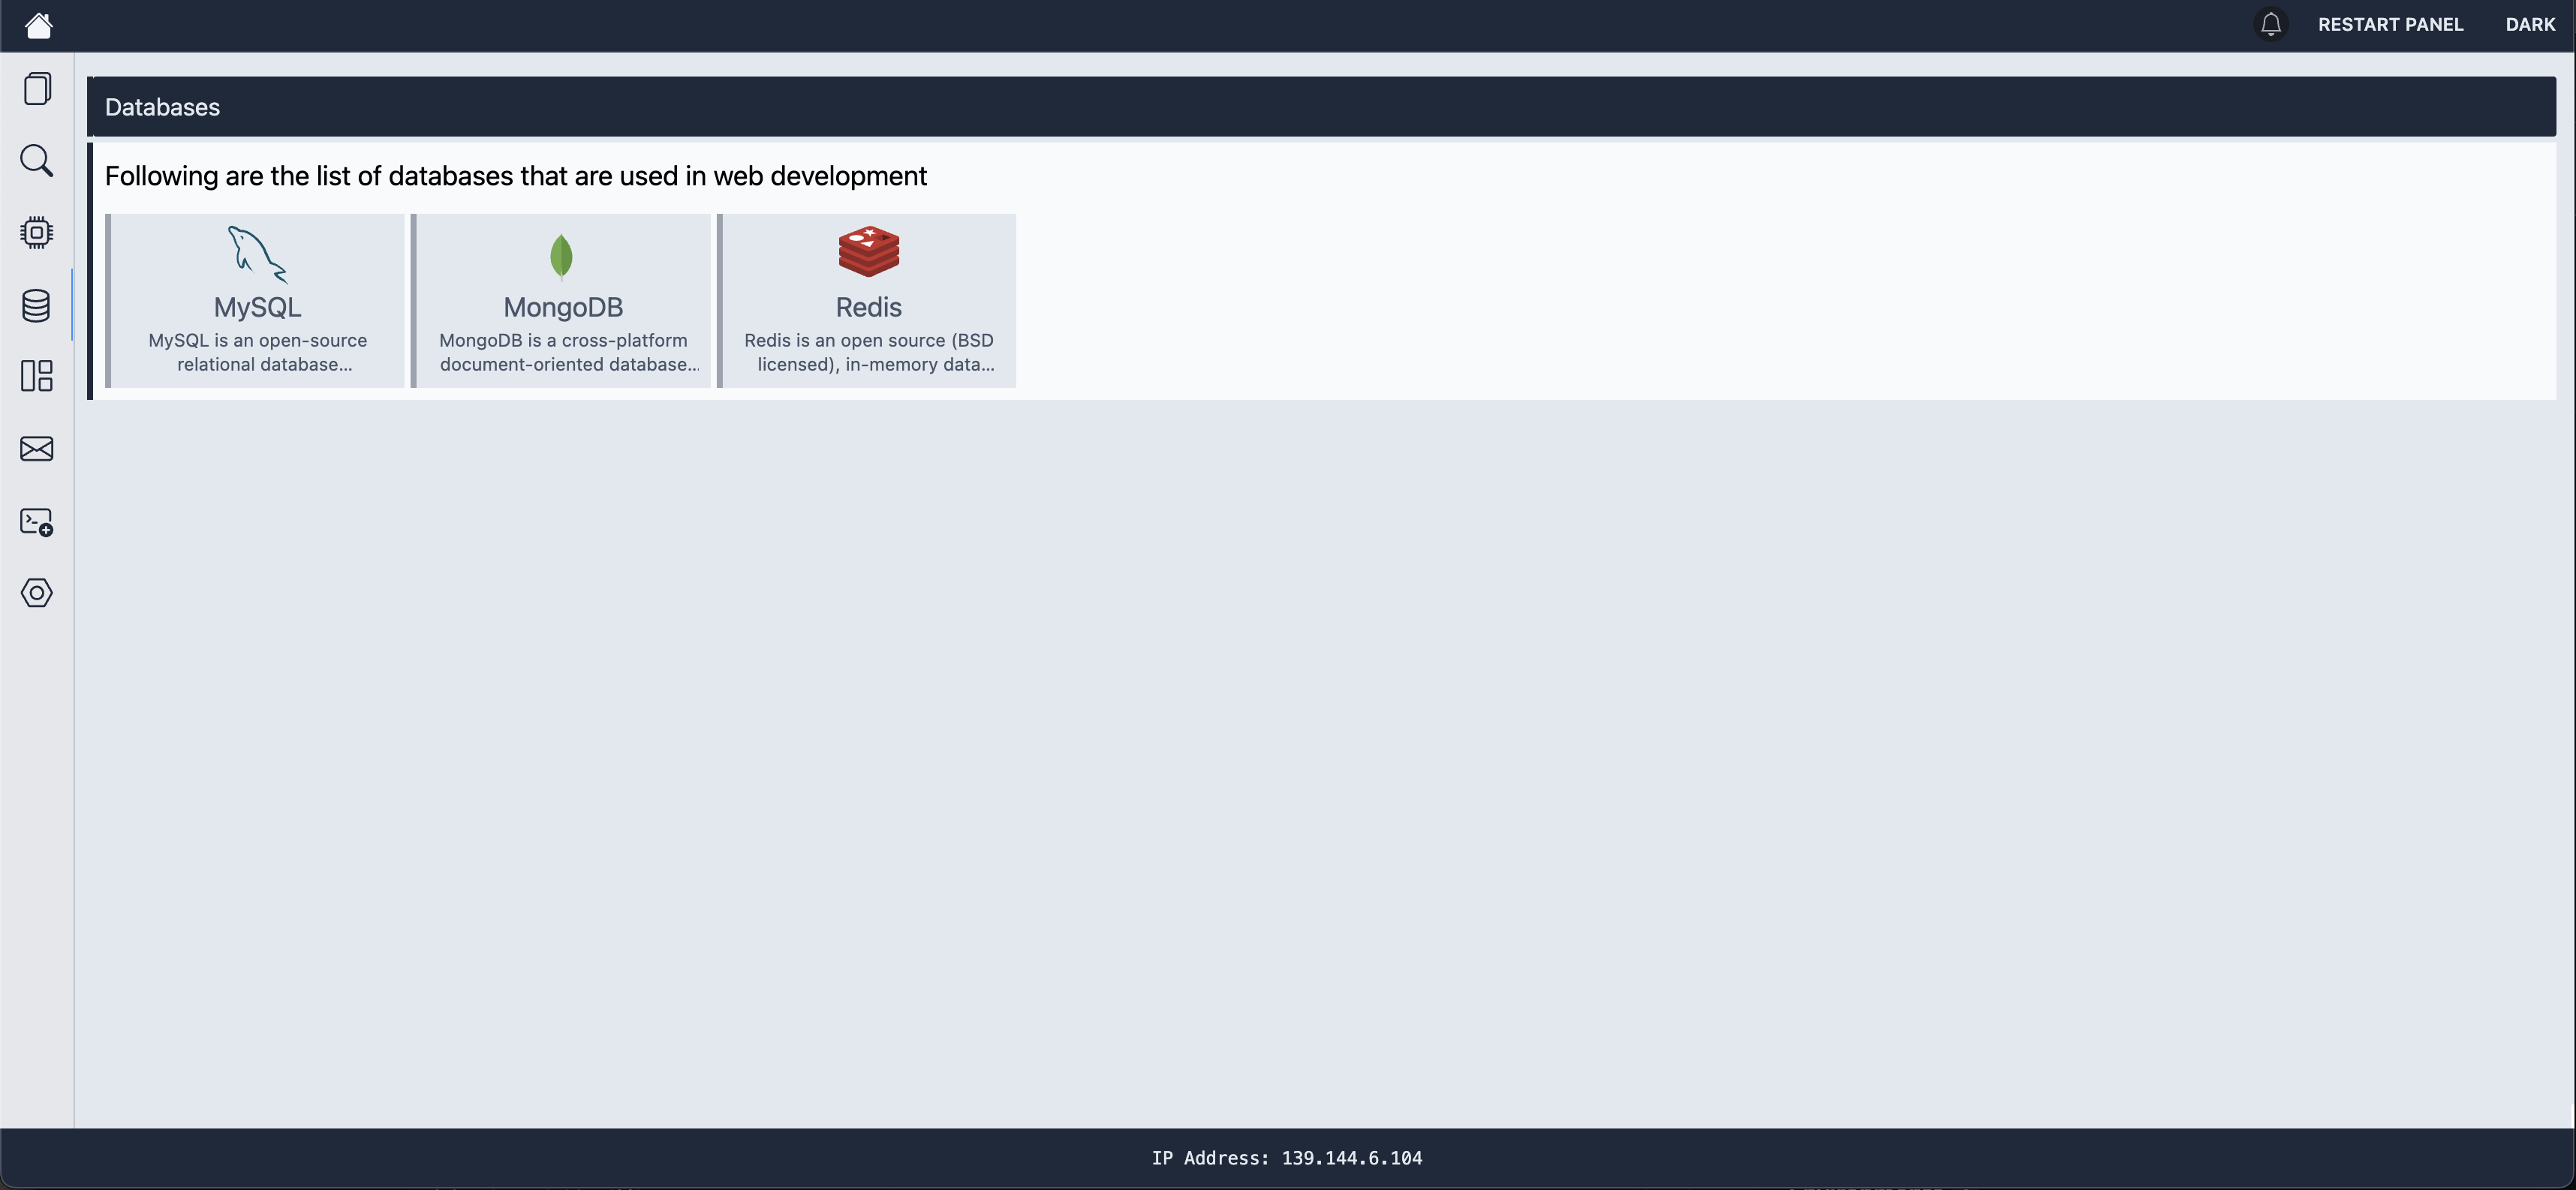 RESTART PANEL
DARK
Databases
Following are the list of databases that are used in web development
MySQL
MySQL is an open-source
relational database...
MongoDB
MongoDB is a cross-platform
document-oriented database...
Redis
Redis is an open source (BSD
licensed), in-memory data...
IP Address: 139.144.6.104